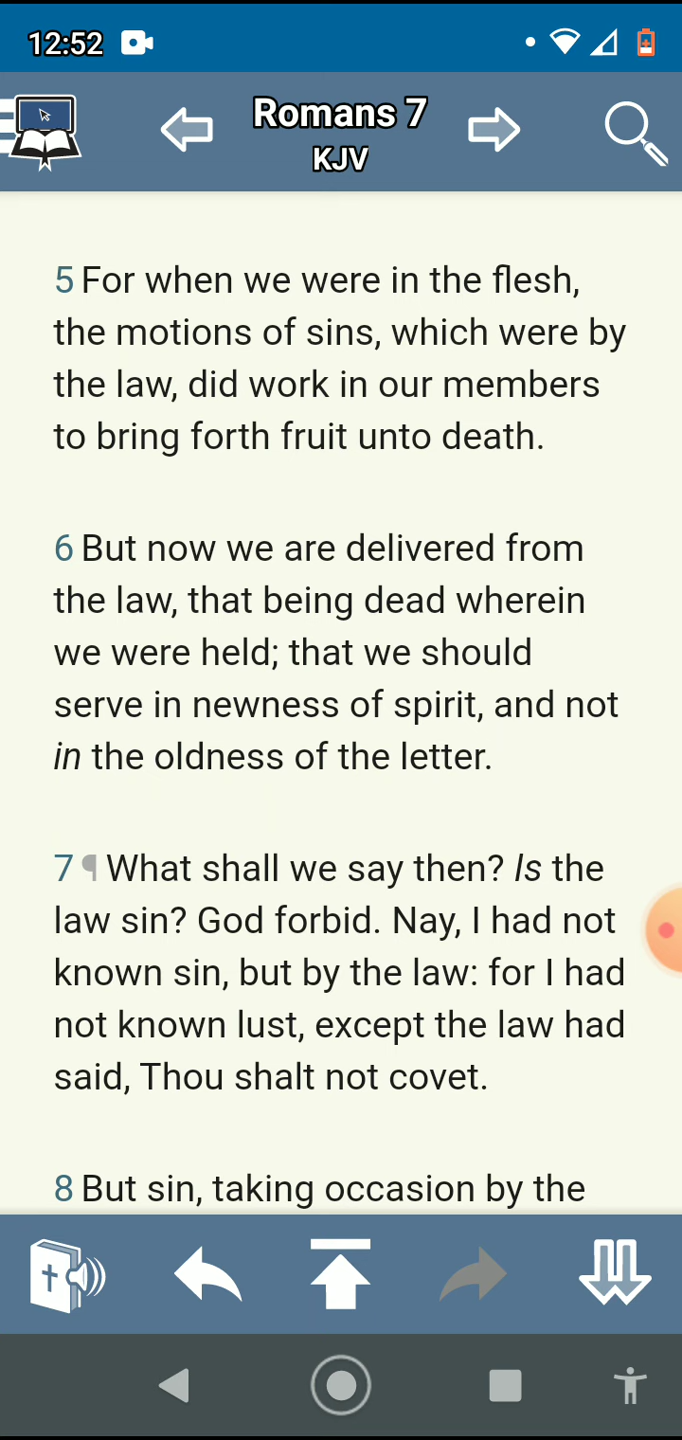 12:52
Romans 7
KJV
5 For when we were in the flesh,
the motions of sins, which were by
the law, did work in our members
to bring forth fruit unto death.
6 But now we are delivered from
the law, that being dead wherein
we were held; that we should
serve in newness of spirit, and not
in the oldness of the letter.
7 ¶ What shall we say then? Is the
law sin? God forbid. Nay, I had not
known sin, but by the law: for I had
not known lust, except the law had
said, Thou shalt not covet.
8 But sin, taking occasion by the